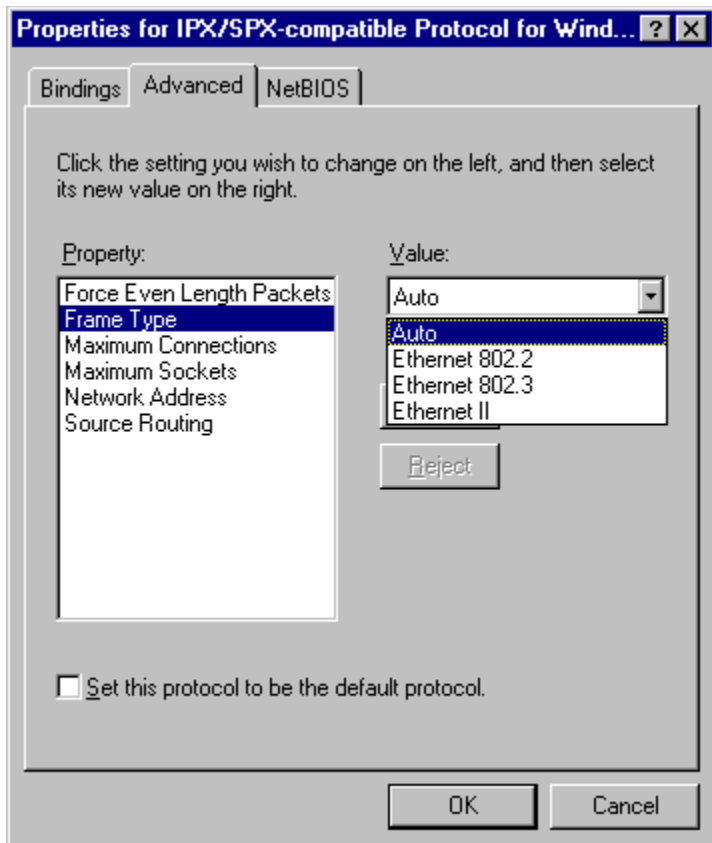 Properties for IPX/SPX-compatible Protocol for Wind...
Bindings
Advanced
NetBIOS
Click the setting you wish to change on the left, and then select
its new value on the right.
Property:
Force Even Length Packets
Frame Type
Maximum Connections
Maximum Sockets
Network Address
Source Routing
Value:
Auto
Auto
Ethernet 802.2
Ethernet 802.3
Ethernet II
Reject
Set this protocol to be the default protocol.
OK
Cancel